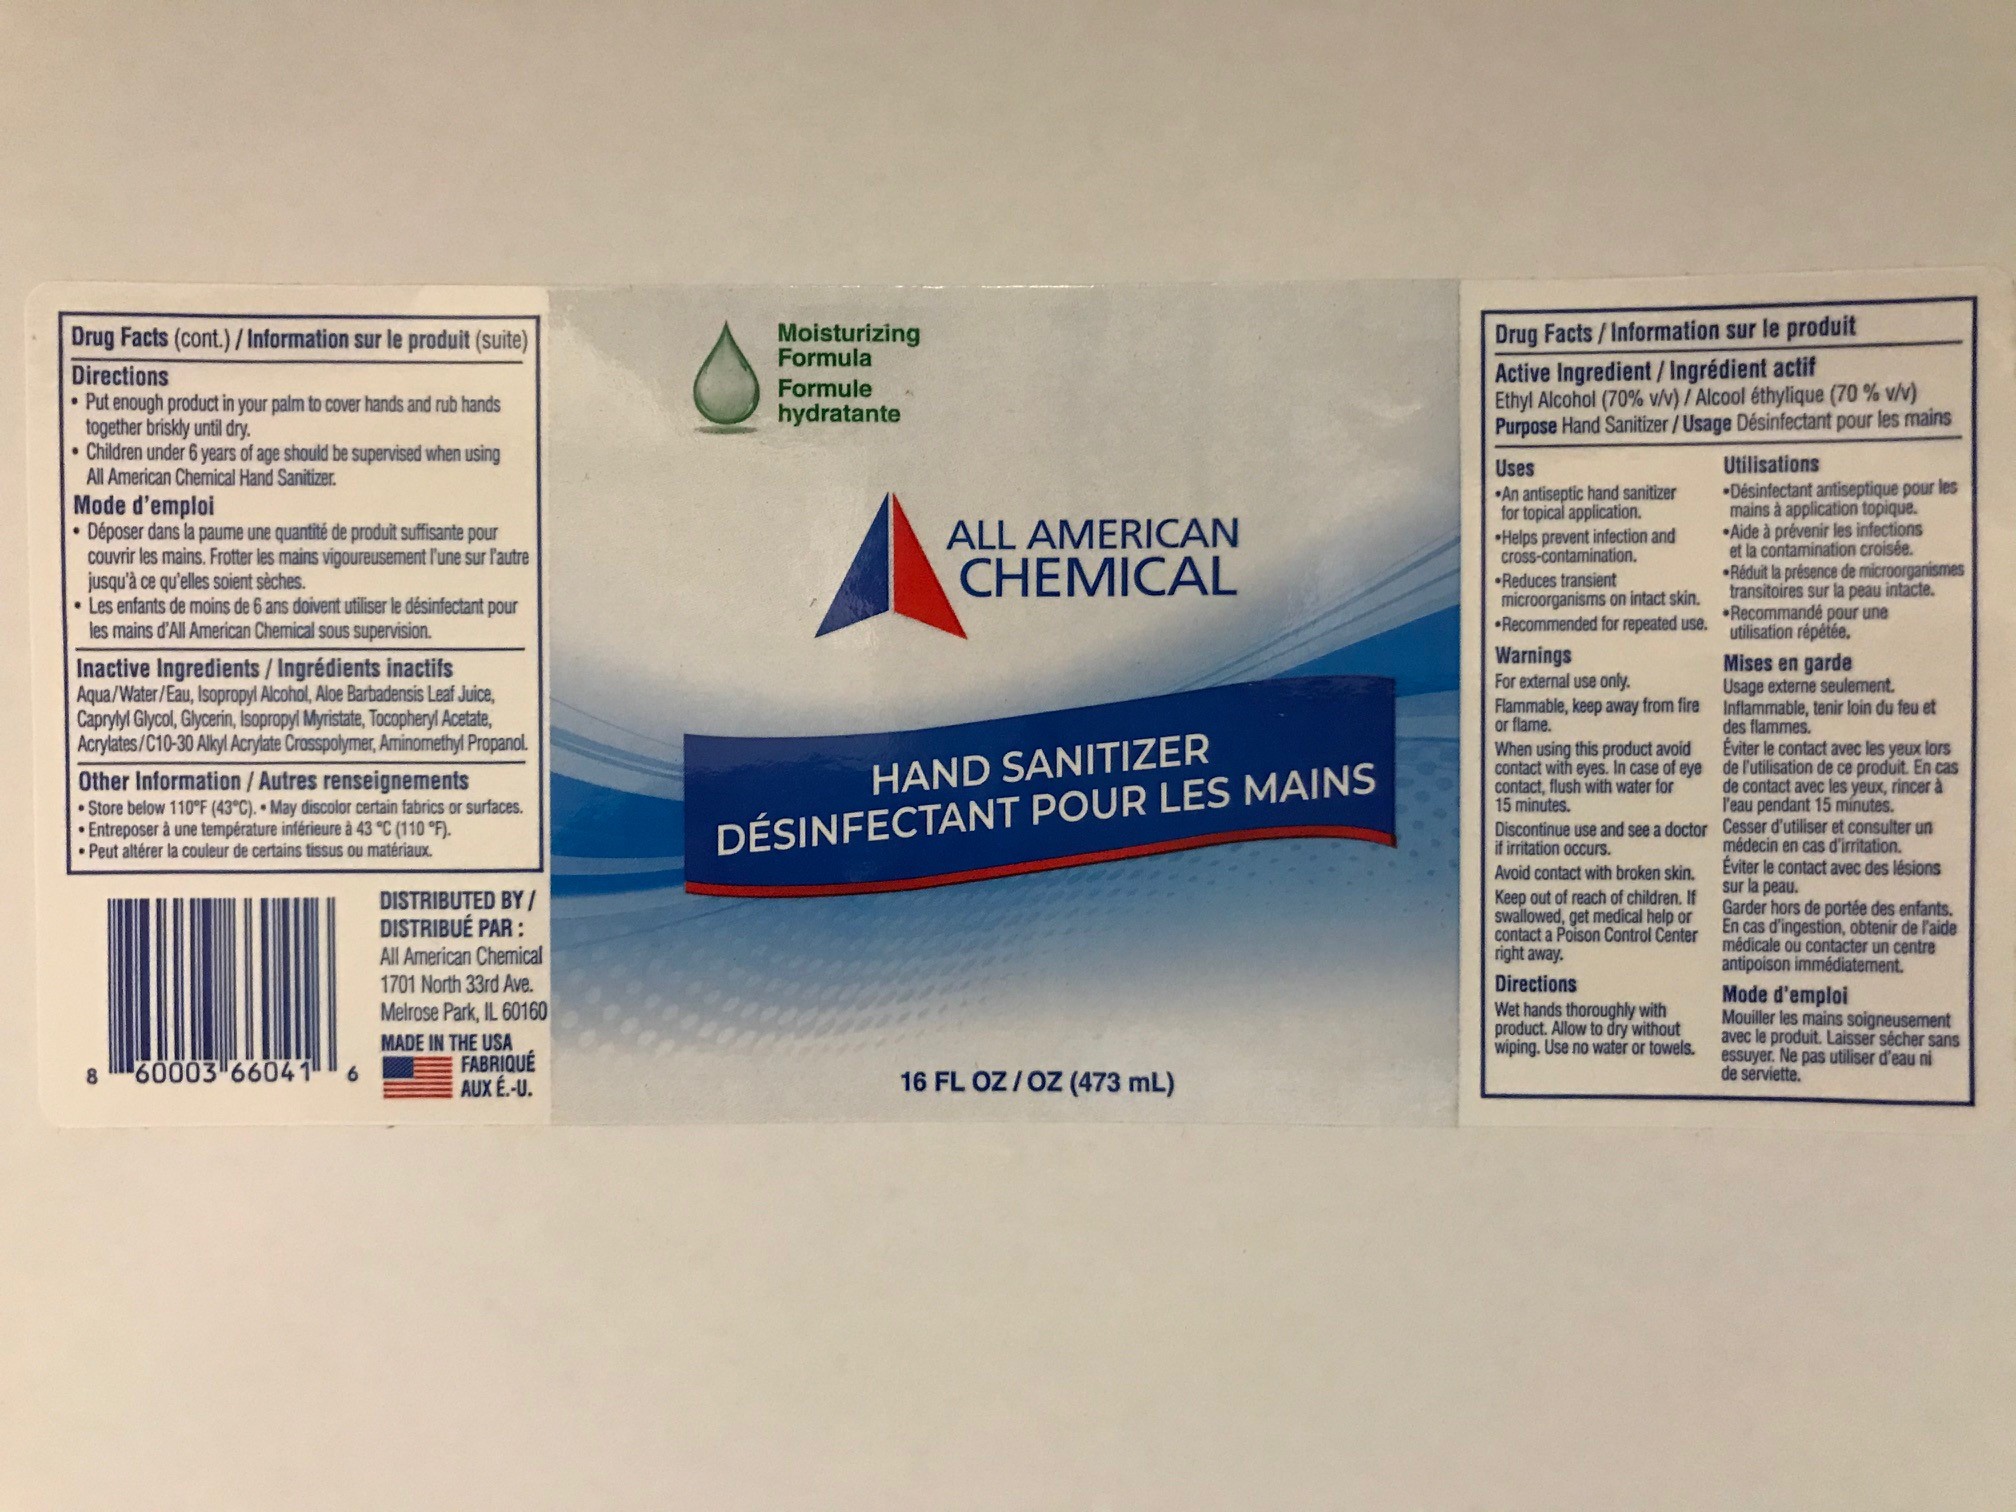 Drug Facts (cont.) / Information sur le produit (suite)
Directions
• Put enough product in your palm to cover hands and rub hands
together briskly until dry.
• Children under 6 years of age should be supervised when using
All American Chemical Hand Sanitizer.
Mode d'emploi
• Déposer dans la paume une quantité de produit suffisante pour
couvrir les mains. Frotter les mains vigoureusement l'une sur l'autre
jusqu'à ce qu'elles soient sèches.
• Les enfants de moins de 6 ans doivent utiliser le désinfectant pour
les mains d'All American Chemical sous supervision.
Inactive Ingredients / Ingrédients inactifs
Aqua/Water/Eau, Isopropyl Alcohol, Aloe Barbadensis Leaf Juice,
Caprylyl Glycol, Glycerin, Isopropyl Myristate, Tocopheryl Acetate,
Acrylates/C10-30 Alkyl Acrylate Crosspolymer, Aminomethyl Propanol.
Other Information / Autres renseignements
• Store below 110°F (43°C). • May discolor certain fabrics or surfaces.
• Entreposer à une température inférieure à 43 °C (110 °F).
• Peut altérer la couleur de certains tissus ou matériaux.
8 60003 66041 6
DISTRIBUTED BY /
DISTRIBUÉ PAR :
All American Chemical
1701 North 33rd Ave.
Melrose Park, IL 60160
MADE IN THE USA
FABRIQUÉ
AUX É.-U.
Moisturizing
Formula
Formule
hydratante
ALL AMERICAN
CHEMICAL
HAND SANITIZER
DÉSINFECTANT POUR LES MAINS
16 FL OZ / OZ (473 mL)
Drug Facts / Information sur le produit
Active Ingredient / Ingrédient actif
Ethyl Alcohol (70% v/v) / Alcool éthylique (70 % v/v)
Purpose Hand Sanitizer / Usage Désinfectant pour les mains
Uses
•An antiseptic hand sanitizer
for topical application.
•Helps prevent infection and
cross-contamination.
•Reduces transient
microorganisms on intact skin.
•Recommended for repeated use.
Warnings
For external use only.
Flammable, keep away from fire
or flame.
When using this product avoid
contact with eyes. In case of eye
contact, flush with water for
15 minutes.
Discontinue use and see a doctor
if irritation occurs.
Avoid contact with broken skin.
Keep out of reach of children. If
swallowed, get medical help or
contact a Poison Control Center
right away.
Directions
Wet hands thoroughly with
product. Allow to dry without
wiping. Use no water or towels.
Utilisations
•Désinfectant antiseptique pour les
mains à application topique.
•Aide à prévenir les infections
et la contamination croisée.
•Réduit la présence de microorganismes
transitoires sur la peau intacte.
•Recommandé pour une
utilisation répétée.
Mises en garde
Usage externe seulement.
Inflammable, tenir loin du feu et
des flammes.
Éviter le contact avec les yeux lors
de l'utilisation de ce produit. En cas
de contact avec les yeux, rincer à
l'eau pendant 15 minutes.
Cesser d'utiliser et consulter un
médecin en cas d'irritation.
Éviter le contact avec des lésions
sur la peau.
Garder hors de portée des enfants.
En cas d'ingestion, obtenir de l'aide
médicale ou contacter un centre
antipoison immédiatement.
Mode d'emploi
Mouiller les mains soigneusement
avec le produit. Laisser sécher sans
essuyer. Ne pas utiliser d'eau ni
de serviette.